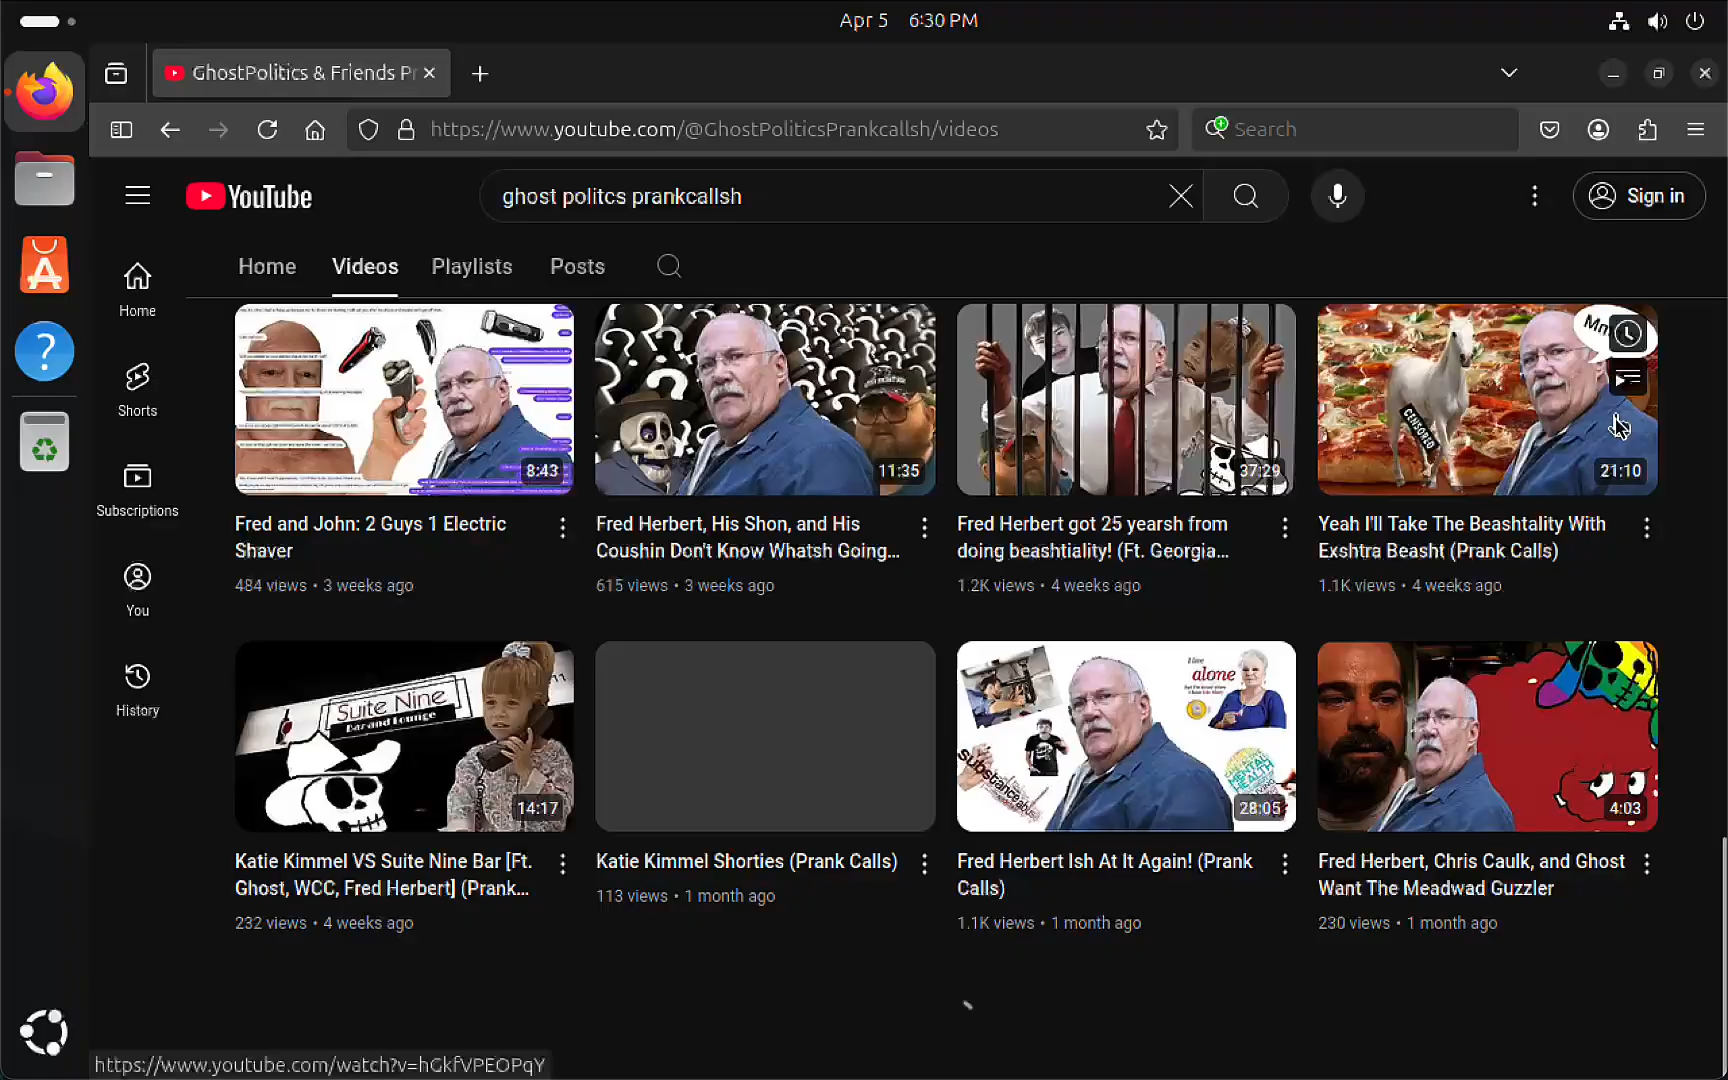 Apr 5 6:30 PM
GhostPolitics & Friends Pr
https://www.youtube.com/@GhostPoliticsPrankcallsh/videos
Search
YouTube
ghost politcs prankcallsh
Sign in
Home
Videos
Playlists
Posts
Home
Shorts
Subscriptions
You
History
8:43
11:35
37:29
CENSORED
21:10
Fred and John: 2 Guys 1 Electric
Shaver
484 views • 3 weeks ago
Fred Herbert, His Shon, and His
Coushin Don't Know Whatsh Going...
615 views • 3 weeks ago
Fred Herbert got 25 yearsh from
doing beashtiality! (Ft. Georgia...
1.2K views • 4 weeks ago
Yeah I'll Take The Beashtality With
Exshtra Beasht (Prank Calls)
1.1K views • 4 weeks ago
Suite Nine
Bar and Lounge
14:17
I live
alone
28:05
4:03
Katie Kimmel VS Suite Nine Bar [Ft.
Ghost, WCC, Fred Herbert] (Prank...
232 views • 4 weeks ago
Katie Kimmel Shorties (Prank Calls)
113 views • 1 month ago
Fred Herbert Ish At It Again! (Prank
Calls)
1.1K views • 1 month ago
Fred Herbert, Chris Caulk, and Ghost
Want The Meadwad Guzzler
230 views • 1 month ago
https://www.youtube.com/watch?v=hGkfVPEOPqY